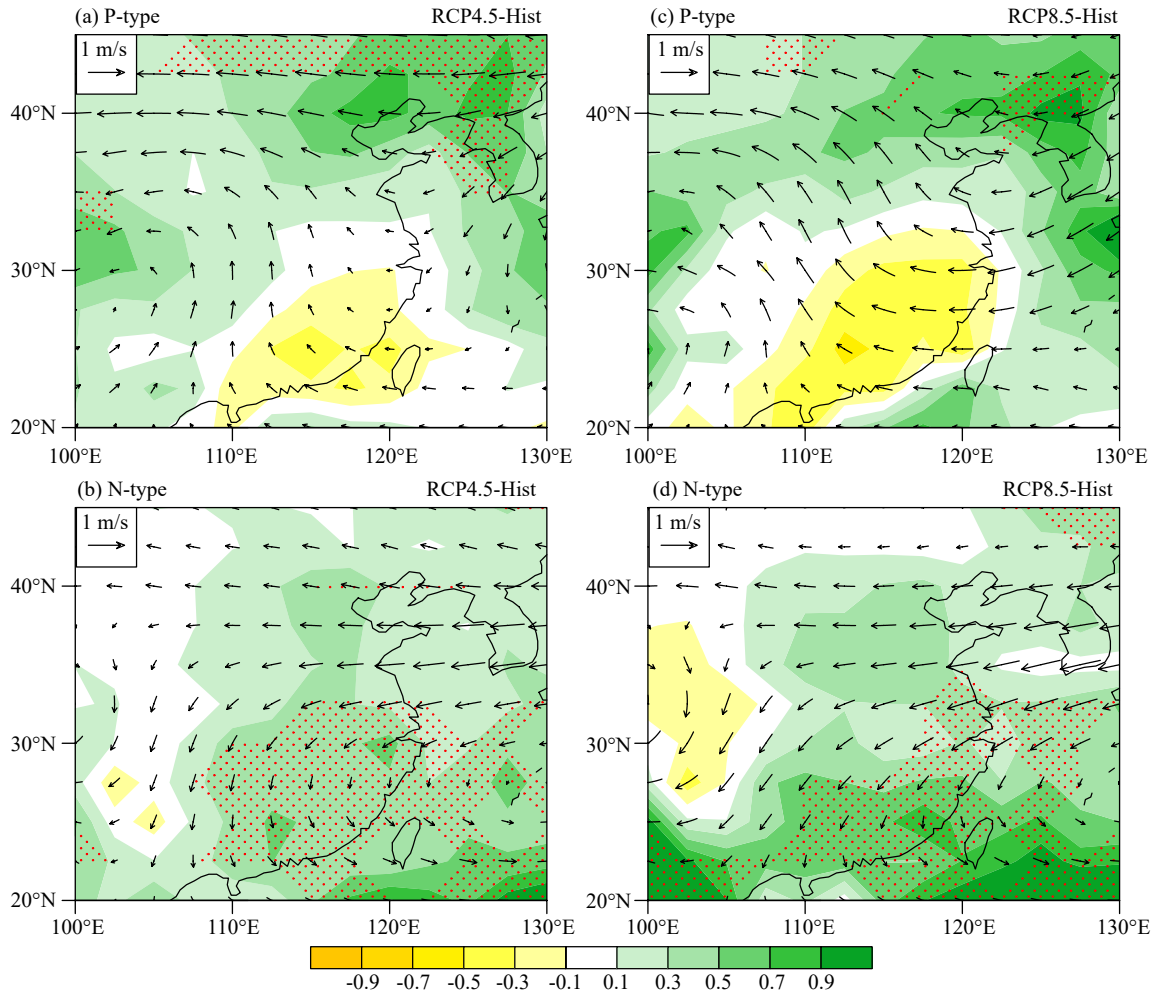 (a) P-type RCP4.5-Hist
1 m/s
40°N
30°N
20°N
100°E 110°E 120°E 130°E
(c) P-type RCP8.5-Hist
1 m/s
40°N
30°N
20°N
100°E 110°E 120°E 130°E
(b) N-type RCP4.5-Hist
1 m/s
40°N
30°N
20°N
100°E 110°E 120°E 130°E
(d) N-type RCP8.5-Hist
1 m/s
40°N
30°N
20°N
100°E 110°E 120°E 130°E
-0.9 -0.7 -0.5 -0.3 -0.1 0.1 0.3 0.5 0.7 0.9